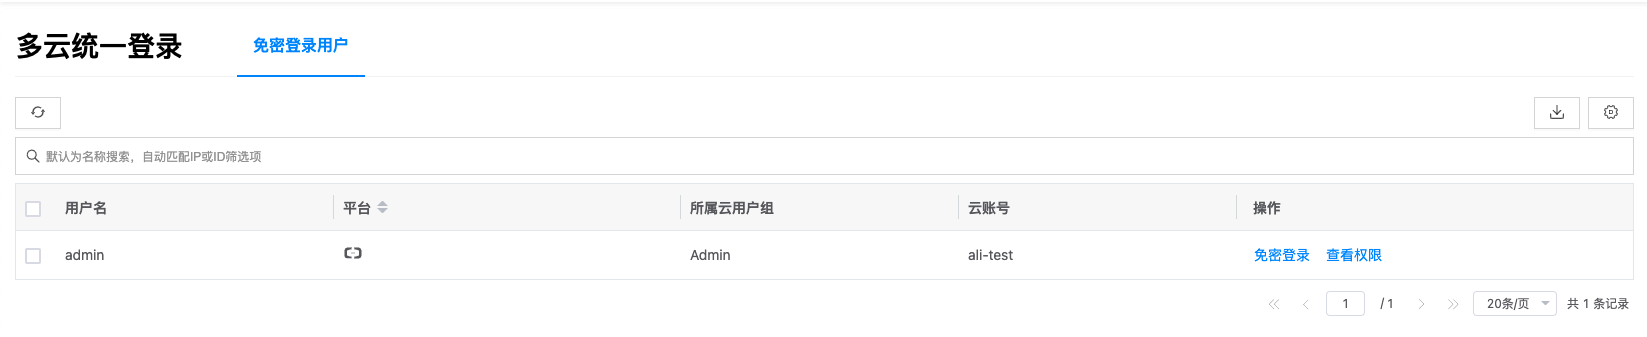 多云统一登录 免密登录用户
默认为名称搜索，自动匹配IP或ID筛选项
用户名 平台 所属云用户组 云账号 操作
admin Admin ali-test 免密登录 查看权限
1 / 1 20条/页 共 1 条记录